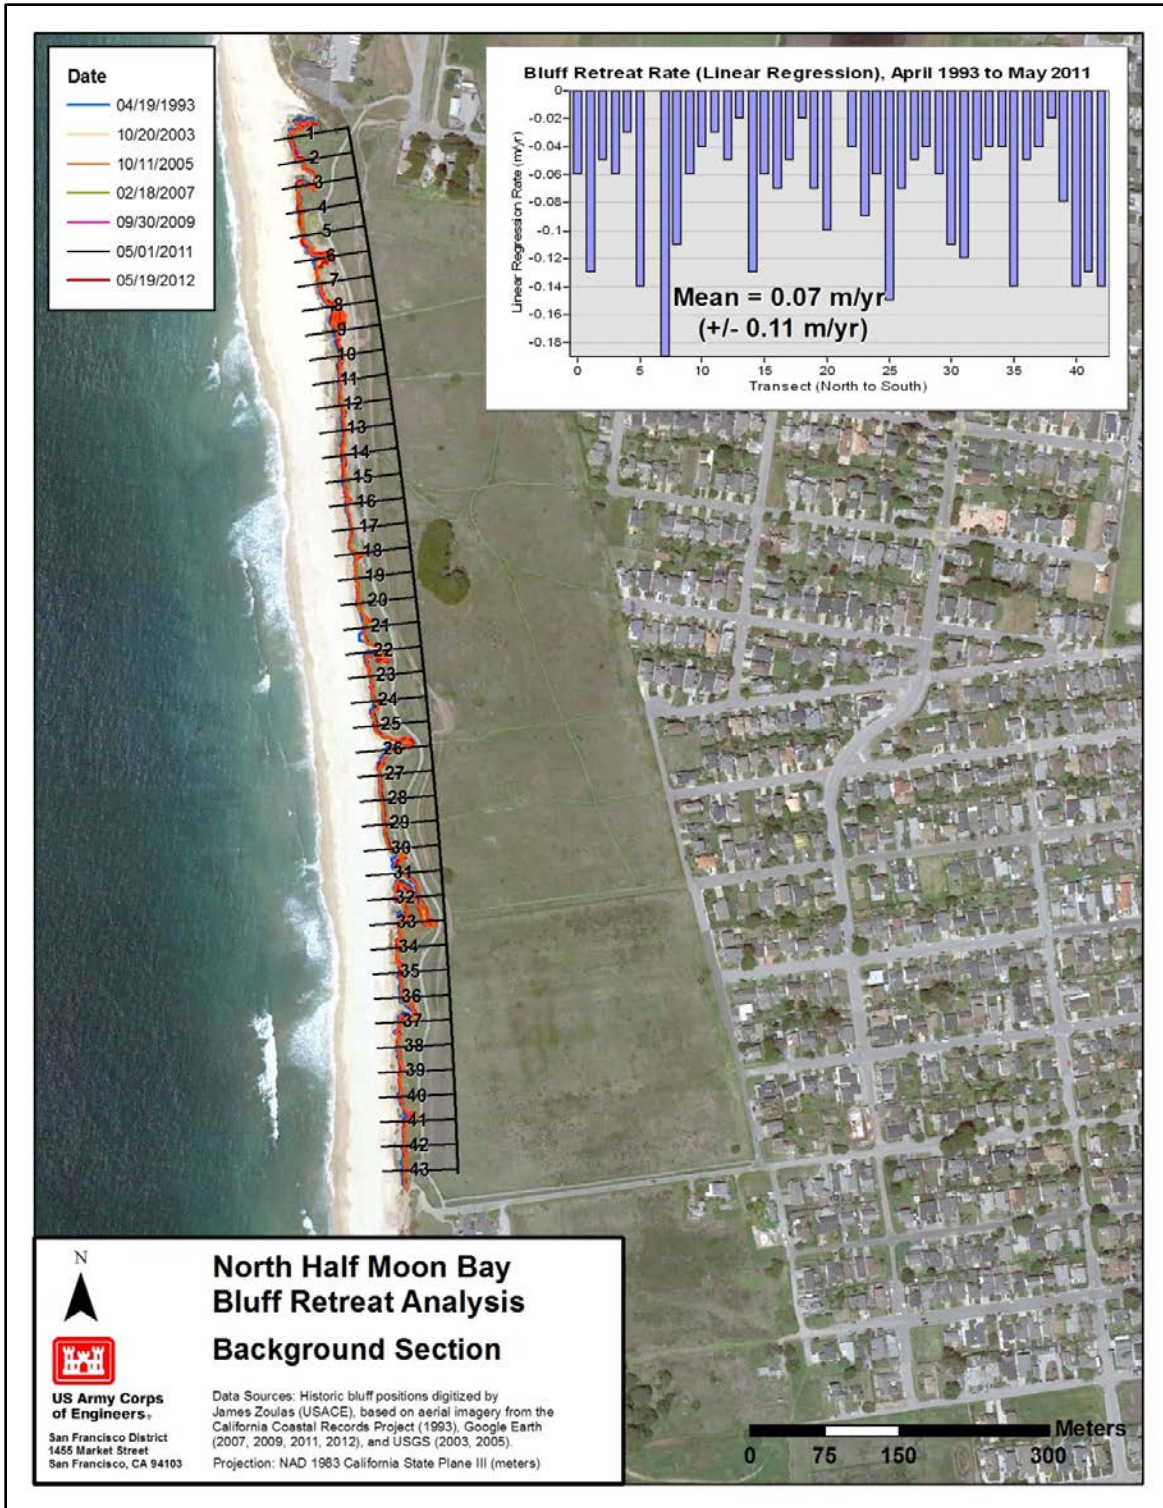 Date
04/19/1993
10/20/2003
10/11/2005
02/18/2007
09/30/2009
05/01/2011
05/19/2012
Bluff Retreat Rate (Linear Regression), April 1993 to May 2011
Linear Regression Rate (m/yr)
0
-0.02
-0.04
-0.06
-0.08
-0.1
-0.12
-0.14
-0.16
-0.18
Mean = 0.07 m/yr
(+/- 0.11 m/yr)
0 5 10 15 20 25 30 35 40
Transect (North to South)
1
2
3
4
5
6
7
8
9
10
11
12
13
14
15
16
17
18
19
20
21
22
23
24
25
26
27
28
29
30
31
32
33
34
35
36
37
38
39
40
41
42
43
N
US Army Corps
of Engineers®
San Francisco District
1455 Market Street
San Francisco, CA 94103
North Half Moon Bay
Bluff Retreat Analysis
Background Section
Data Sources: Historic bluff positions digitized by
James Zoulas (USACE), based on aerial imagery from the
California Coastal Records Project (1993), Google Earth
(2007, 2009, 2011, 2012), and USGS (2003, 2005).
Projection: NAD 1983 California State Plane III (meters)
Meters
0 75 150 300